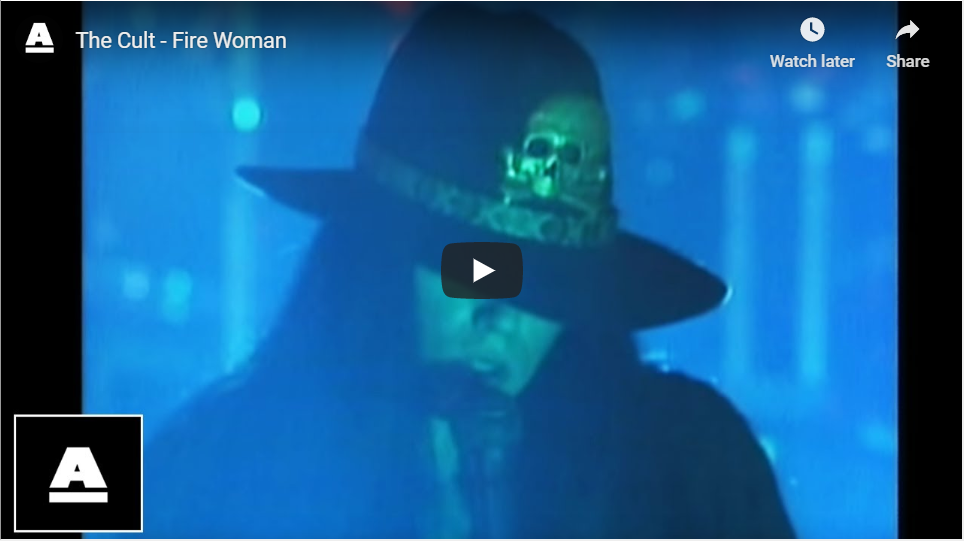 A
The Cult - Fire Woman
Watch later
Share
A